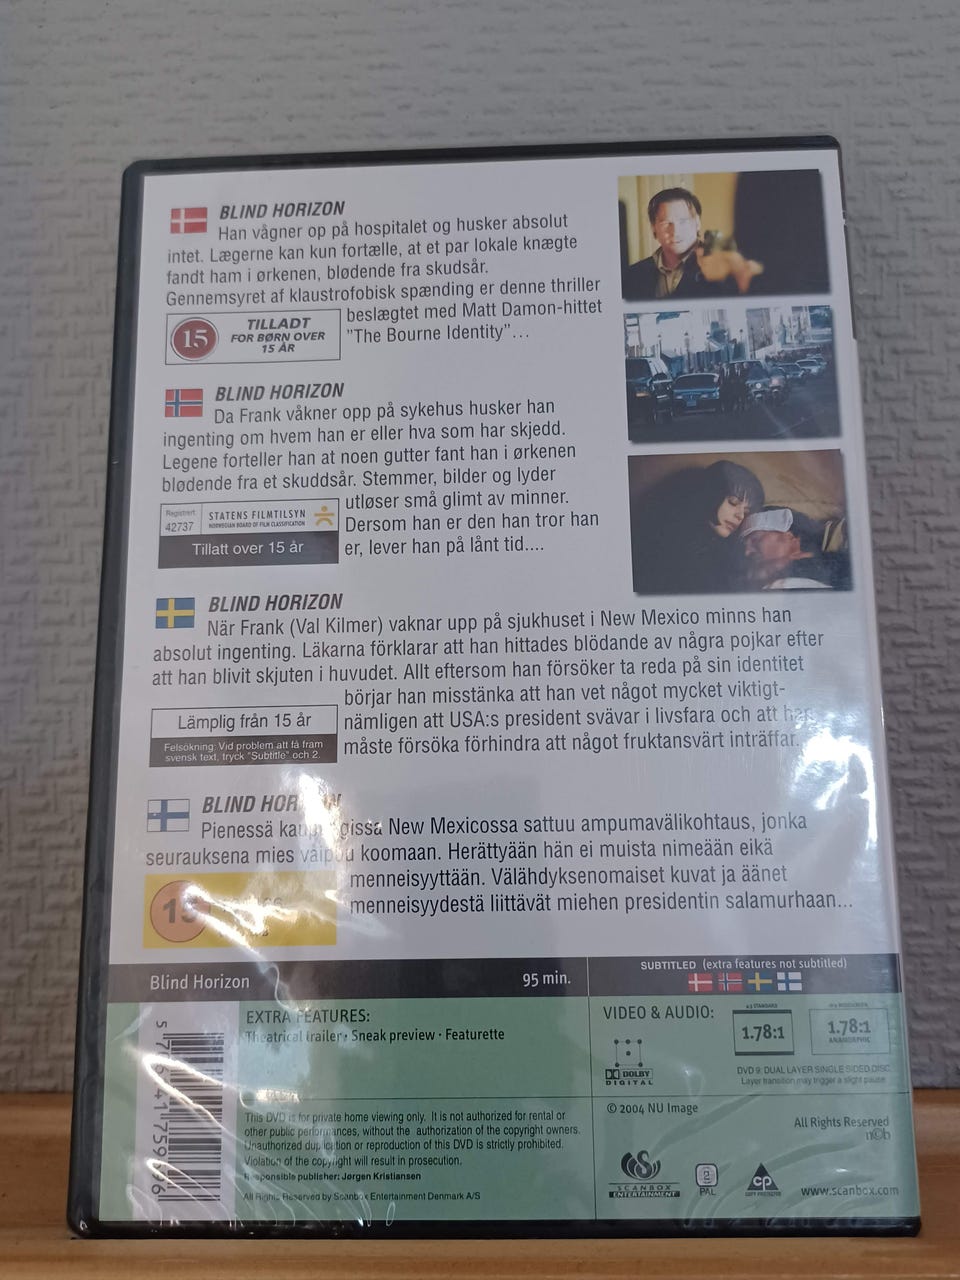 BLIND HORIZON
Han vågner op på hospitalet og husker absolut
intet. Lægerne kan kun fortælle, at et par lokale knægte
fandt ham i ørkenen, blødende fra skudsår.
Gennemsyret af klaustrofobisk spænding er denne thriller
beslægtet med Matt Damon-hittet
"The Bourne Identity"...
15
TILLADT
FOR BØRN OVER
15 ÅR
BLIND HORIZON
Da Frank våkner opp på sykehus husker han
ingenting om hvem han er eller hva som har skjedd.
Legene forteller han at noen gutter fant han i ørkenen
blødende fra et skuddsår. Stemmer, bilder og lyder
utløser små glimt av minner.
Dersom han er den han tror han
er, lever han på lånt tid....
Registrert
42737
STATENS FILMTILSYN
NORWEGIAN BOARD OF FILM CLASSIFICATION
Tillatt over 15 år
BLIND HORIZON
När Frank (Val Kilmer) vaknar upp på sjukhuset i New Mexico minns han
absolut ingenting. Läkarna förklarar att han hittades blödande av några pojkar efter
att han blivit skjuten i huvudet. Allt eftersom han försöker ta reda på sin identitet
börjar han misstänka att han vet något mycket viktigt-
nämligen att USA:s president svävar i livsfara och att han
måste försöka förhindra att något fruktansvärt inträffar.
Lämplig från 15 år
Felsökning: Vid problem att få fram
svensk text, tryck "Subtitle" och 2.
BLIND HORIZON
Pienessä New Mexicossa sattuu ampumavälikohtaus, jonka
seurauksena mies vaipuu koomaan. Herättyään hän ei muista nimeään eikä
menneisyyttään. Välähdyksenomaiset kuvat ja äänet
menneisyydestä liittävät miehen presidentin salamurhaan...
15
Blind Horizon 95 min.
SUBTITLED (extra features not subtitled)
EXTRA FEATURES:
Theatrical trailer · Sneak preview · Featurette
VIDEO & AUDIO:
DOLBY
DIGITAL
4:3 STANDARD
1.78:1
16:9 WIDESCREEN
1.78:1
ANAMORPHIC
DVD 9: DUAL LAYER SINGLE SIDED DISC
Layer transition may trigger a slight pause
This DVD is for private home viewing only. It is not authorized for rental or
other public performances, without the authorization of the copyright owners.
Unauthorized duplication or reproduction of this DVD is strictly prohibited.
Violation of the copyright will result in prosecution.
Responsible publisher: Jørgen Kristiansen
All Rights Reserved by Scanbox Entertainment Denmark A/S
© 2004 NU Image
All Rights Reserved
n©b
SCANBOX
ENTERTAINMENT
2
PAL
CP
COPY PROTECTED
www.scanbox.com